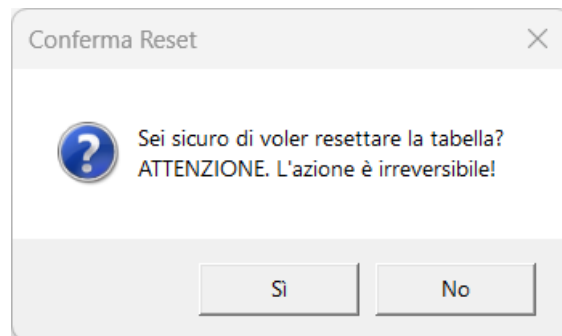 Conferma Reset
Sei sicuro di voler resettare la tabella?
ATTENZIONE. L'azione è irreversibile!
Sì
No